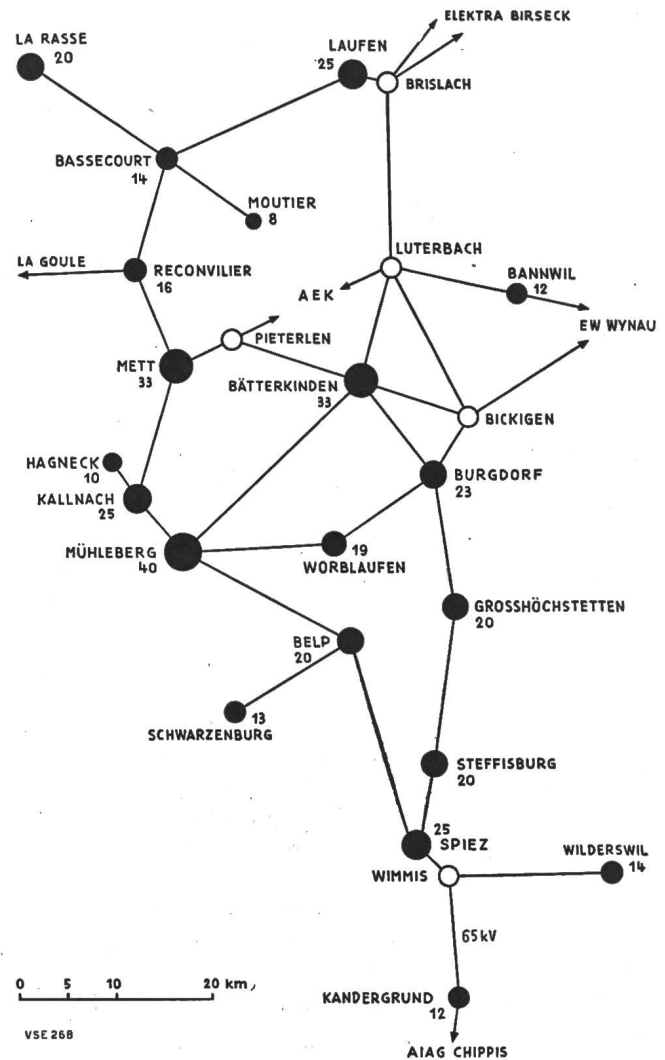 ELEKTRA BIRSECK
LA RASSE
20
LAUFEN
25
BRISLACH
BASSECOURT
14
MOUTIER
8
LUTERBACH
LA GOULE
RECONVILIER
16
BANNWIL
12
AEK
EW WYNAU
PIETERLEN
METT
33
BÄTTERKINDEN
33
BICKIGEN
HAGNECK
10
BURGDORF
23
KALLNACH
25
MÜHLEBERG
40
19
WORBLAUFEN
GROSSHÖCHSTETTEN
20
BELP
20
13
SCHWARZENBURG
STEFFISBURG
20
25
SPIEZ
WILDERSWIL
14
WIMMIS
65kV
0 5 10 20 km,
KANDERGRUND
12
VSE 268
AIAG CHIPPIS